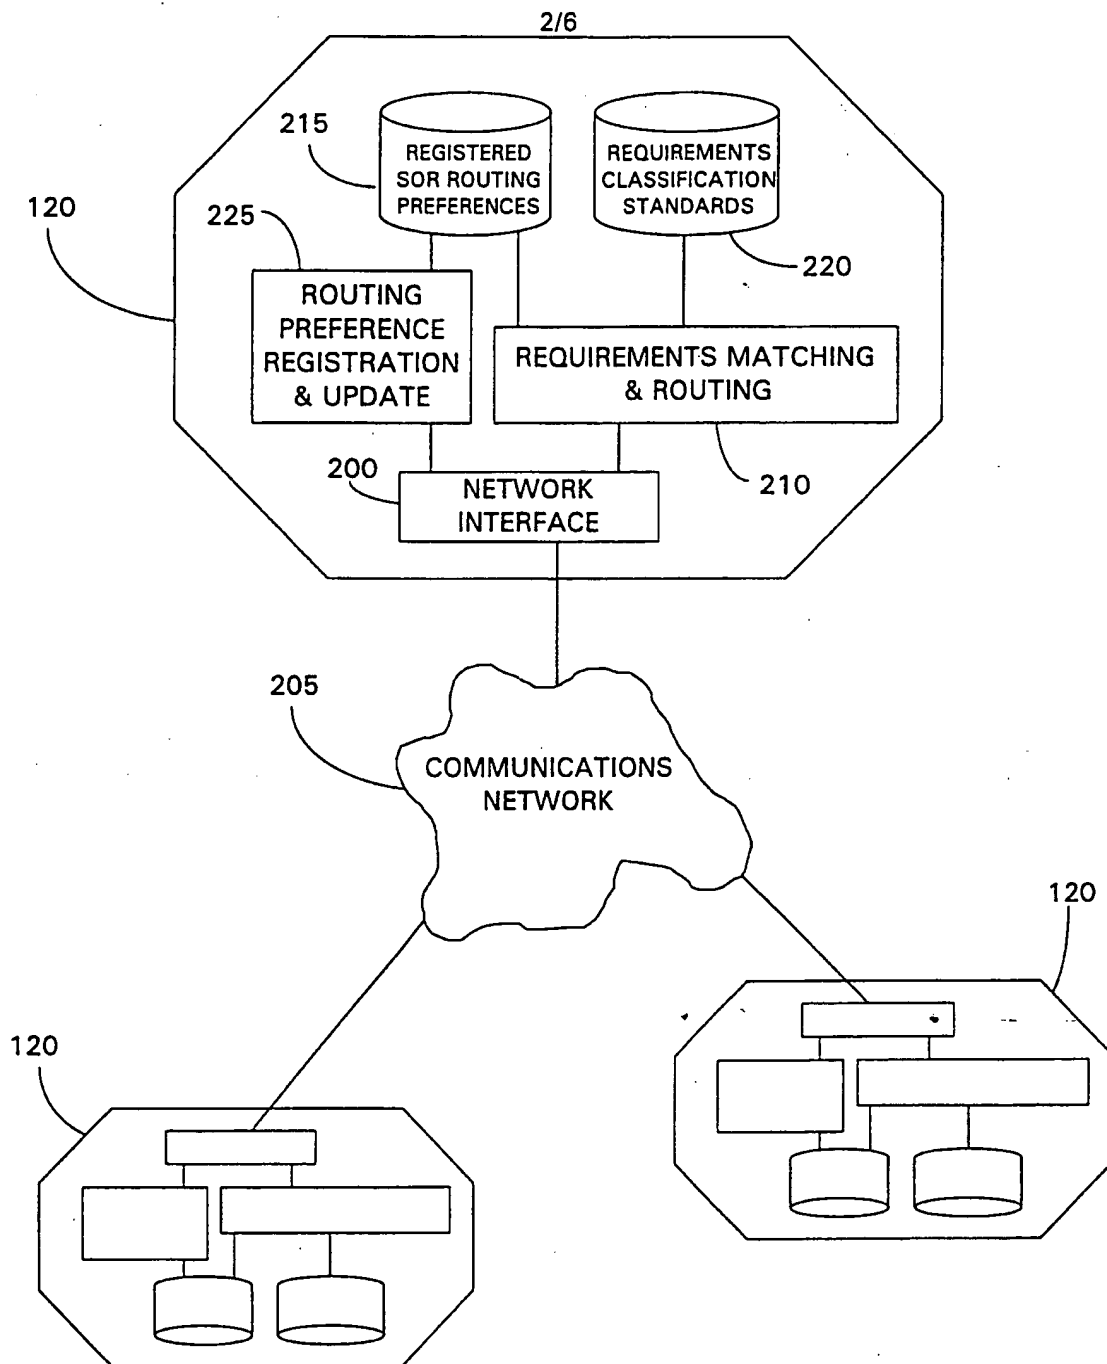 2/6
215
REGISTERED
SOR ROUTING
PREFERENCES
REQUIREMENTS
CLASSIFICATION
STANDARDS
120
225
220
ROUTING
PREFERENCE
REGISTRATION
& UPDATE
REQUIREMENTS MATCHING
& ROUTING
200
NETWORK
INTERFACE
210
205
COMMUNICATIONS
NETWORK
120
120